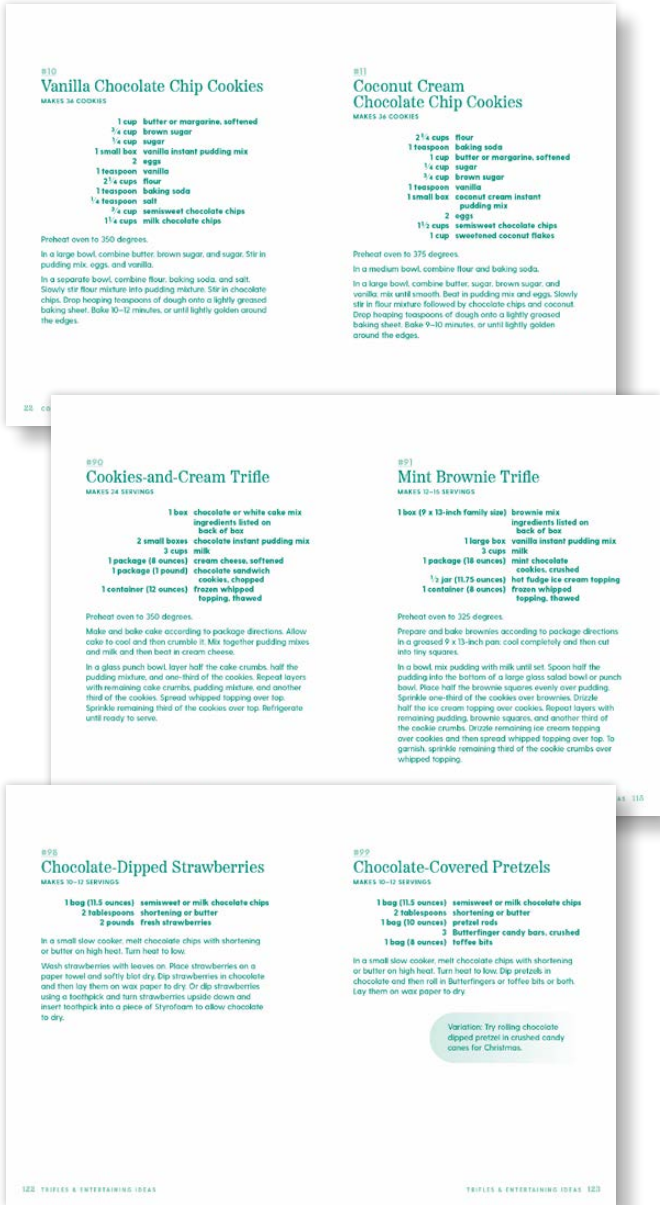 #10
Vanilla Chocolate Chip Cookies
MAKES 36 COOKIES
1 cup butter or margarine, softened
3/4 cup brown sugar
1/4 cup sugar
1 small box vanilla instant pudding mix
2 eggs
1 teaspoon vanilla
2 1/4 cups flour
1 teaspoon baking soda
1/4 teaspoon salt
3/4 cup semisweet chocolate chips
1 1/4 cups milk chocolate chips
Preheat oven to 350 degrees.
In a large bowl, combine butter, brown sugar, and sugar. Stir in
pudding mix, eggs, and vanilla.
In a separate bowl, combine flour, baking soda, and salt.
Slowly stir flour mixture into pudding mixture. Stir in chocolate
chips. Drop heaping teaspoons of dough onto a lightly greased
baking sheet. Bake 10–12 minutes, or until lightly golden around
the edges.
22 CO
#11
Coconut Cream
Chocolate Chip Cookies
MAKES 36 COOKIES
2 1/4 cups flour
1 teaspoon baking soda
1 cup butter or margarine, softened
1/4 cup sugar
3/4 cup brown sugar
1 teaspoon vanilla
1 small box coconut cream instant
pudding mix
2 eggs
1 1/2 cups semisweet chocolate chips
1 cup sweetened coconut flakes
Preheat oven to 375 degrees.
In a medium bowl, combine flour and baking soda.
In a large bowl, combine butter, sugar, brown sugar, and
vanilla; mix until smooth. Beat in pudding mix and eggs. Slowly
stir in flour mixture followed by chocolate chips and coconut.
Drop heaping teaspoons of dough onto a lightly greased
baking sheet. Bake 9–10 minutes, or until lightly golden
around the edges.
#90
Cookies-and-Cream Trifle
MAKES 24 SERVINGS
1 box chocolate or white cake mix
ingredients listed on
back of box
2 small boxes chocolate instant pudding mix
3 cups milk
1 package (8 ounces) cream cheese, softened
1 package (1 pound) chocolate sandwich
cookies, chopped
1 container (12 ounces) frozen whipped
topping, thawed
Preheat oven to 350 degrees.
Make and bake cake according to package directions. Allow
cake to cool and then crumble it. Mix together pudding mixes
and milk and then beat in cream cheese.
In a glass punch bowl, layer half the cake crumbs, half the
pudding mixture, and one-third of the cookies. Repeat layers
with remaining cake crumbs, pudding mixture, and another
third of the cookies. Spread whipped topping over top.
Sprinkle remaining third of the cookies over top. Refrigerate
until ready to serve.
#91
Mint Brownie Trifle
MAKES 12–15 SERVINGS
1 box (9 x 13-inch family size) brownie mix
ingredients listed on
back of box
1 large box vanilla instant pudding mix
3 cups milk
1 package (18 ounces) mint chocolate
cookies, crushed
1/2 jar (11.75 ounces) hot fudge ice cream topping
1 container (8 ounces) frozen whipped
topping, thawed
Preheat oven to 325 degrees.
Prepare and bake brownies according to package directions
in a greased 9 x 13-inch pan; cool completely and then cut
into tiny squares.
In a bowl, mix pudding with milk until set. Spoon half the
pudding into the bottom of a large glass salad bowl or punch
bowl. Place half the brownie squares evenly over pudding.
Sprinkle one-third of the cookies over brownies. Drizzle
half the ice cream topping over cookies. Repeat layers with
remaining pudding, brownie squares, and another third of
the cookie crumbs. Drizzle remaining ice cream topping
over cookies and then spread whipped topping over top. To
garnish, sprinkle remaining third of the cookie crumbs over
whipped topping.
AS 115
#98
Chocolate-Dipped Strawberries
MAKES 10–12 SERVINGS
1 bag (11.5 ounces) semisweet or milk chocolate chips
2 tablespoons shortening or butter
2 pounds fresh strawberries
In a small slow cooker, melt chocolate chips with shortening
or butter on high heat. Turn heat to low.
Wash strawberries with leaves on. Place strawberries on a
paper towel and softly blot dry. Dip strawberries in chocolate
and then lay them on wax paper to dry. Or dip strawberries
using a toothpick and turn strawberries upside down and
insert toothpick into a piece of Styrofoam to allow chocolate
to dry.
122 TRIFLES & ENTERTAINING IDEAS
#99
Chocolate-Covered Pretzels
MAKES 10–12 SERVINGS
1 bag (11.5 ounces) semisweet or milk chocolate chips
2 tablespoons shortening or butter
1 bag (10 ounces) pretzel rods
3 Butterfinger candy bars, crushed
1 bag (8 ounces) toffee bits
In a small slow cooker, melt chocolate chips with shortening
or butter on high heat. Turn heat to low. Dip pretzels in
chocolate and then roll in Butterfingers or toffee bits or both.
Lay them on wax paper to dry.
Variation: Try rolling chocolate
dipped pretzel in crushed candy
canes for Christmas.
TRIFLES & ENTERTAINING IDEAS 123